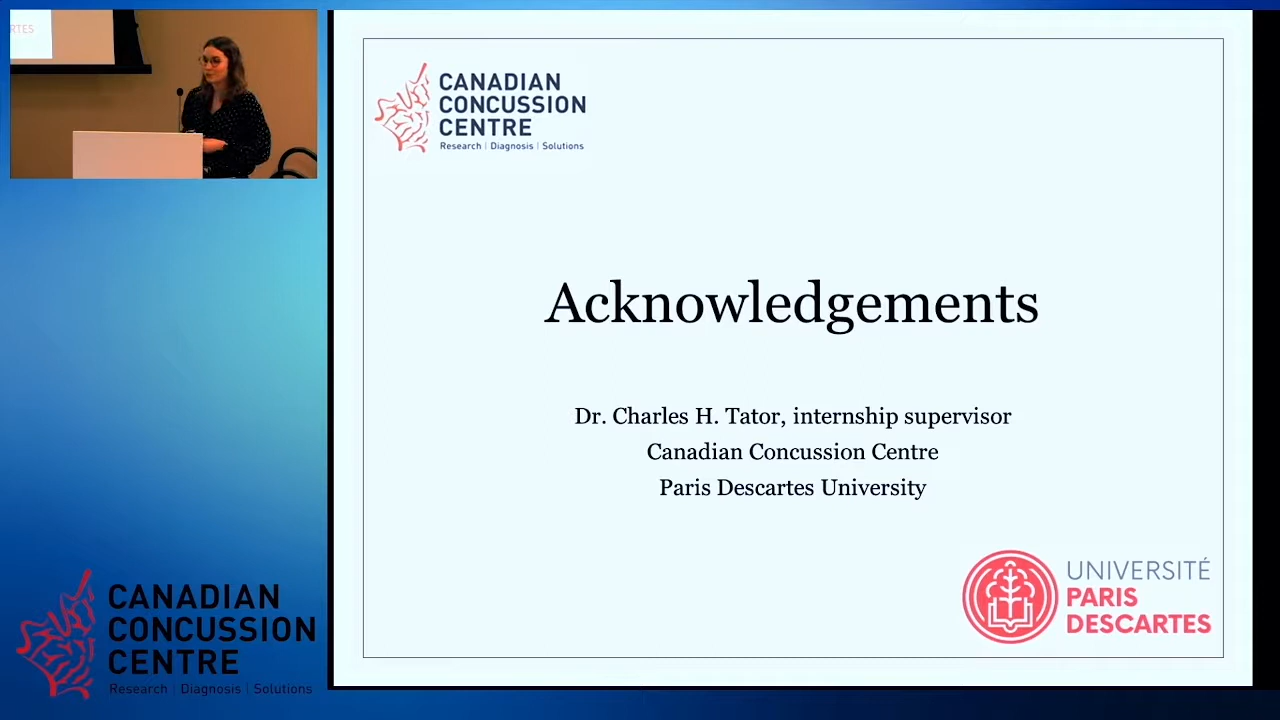 RTES
CANADIAN
CONCUSSION
CENTRE
Research | Diagnosis | Solutions
Acknowledgements
Dr. Charles H. Tator, internship supervisor
Canadian Concussion Centre
Paris Descartes University
UNIVERSITÉ
PARIS
DESCARTES
CANADIAN
CONCUSSION
CENTRE
Research | Diagnosis | Solutions